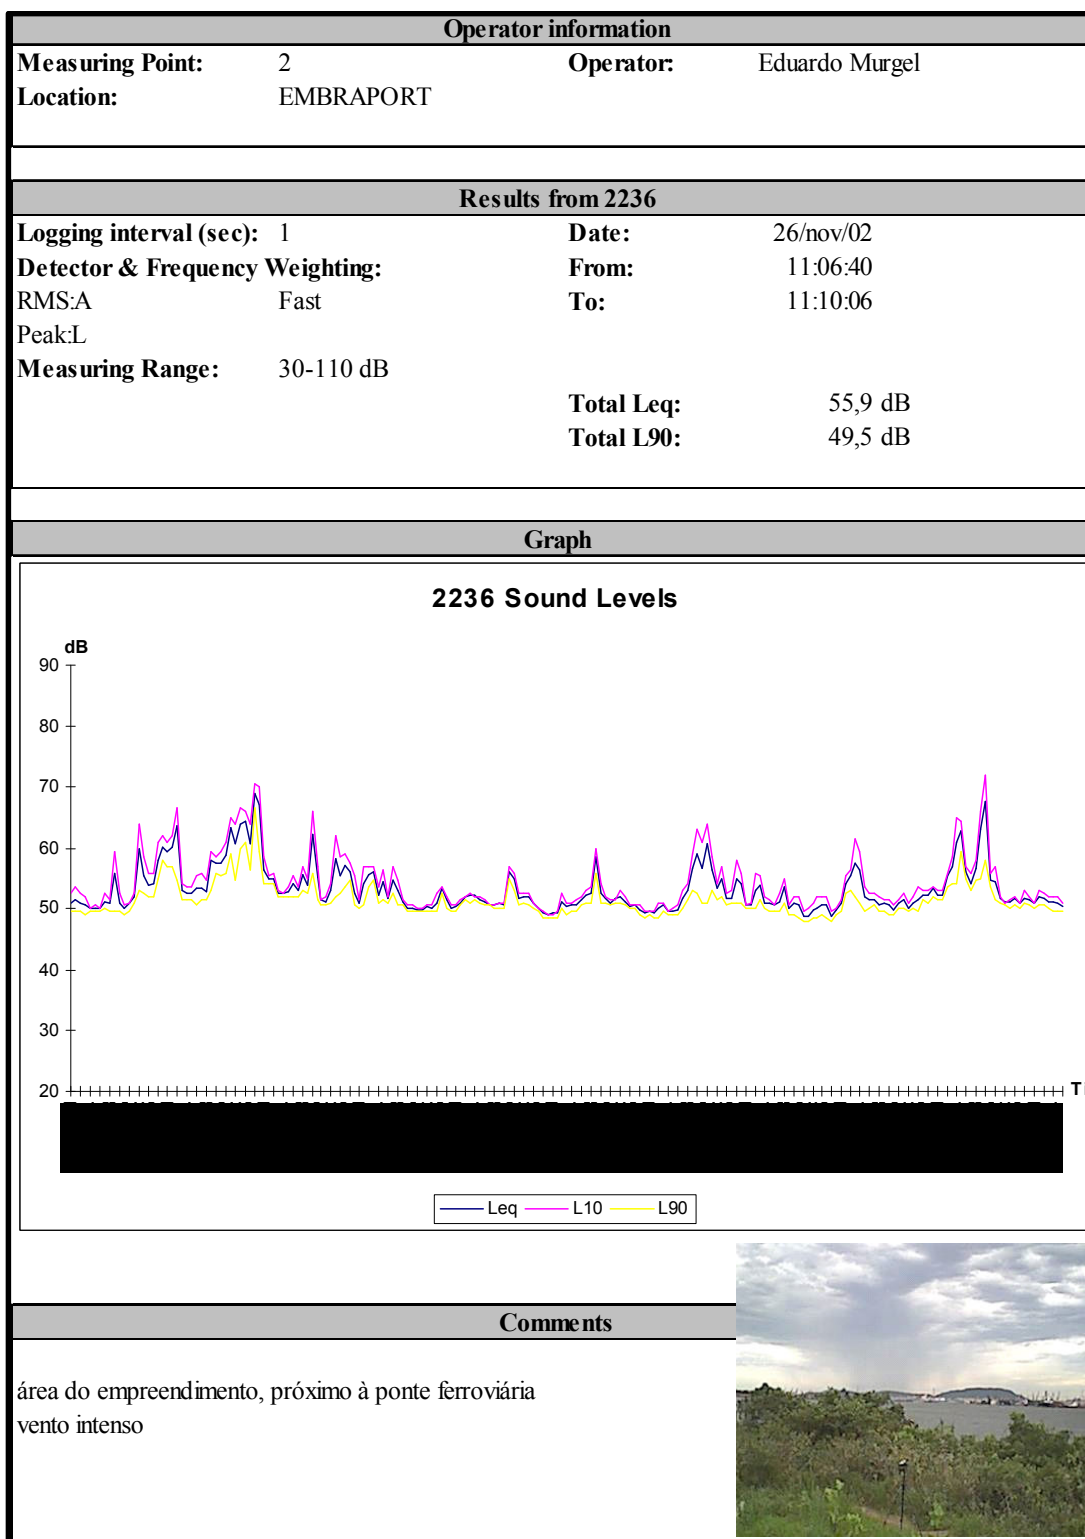 Operator information
Measuring Point: 2 Operator: Eduardo Murgel
Location: EMBRAPORT
Results from 2236
Logging interval (sec): 1 Date: 26/nov/02
Detector & Frequency Weighting: From: 11:06:40
RMS:A Fast To: 11:10:06
Peak:L
Measuring Range: 30-110 dB
Total Leq: 55,9 dB
Total L90: 49,5 dB
Graph
2236 Sound Levels
dB
90
80
70
60
50
40
30
20
Leq L10 L90
Comments
área do empreendimento, próximo à ponte ferroviária
vento intenso